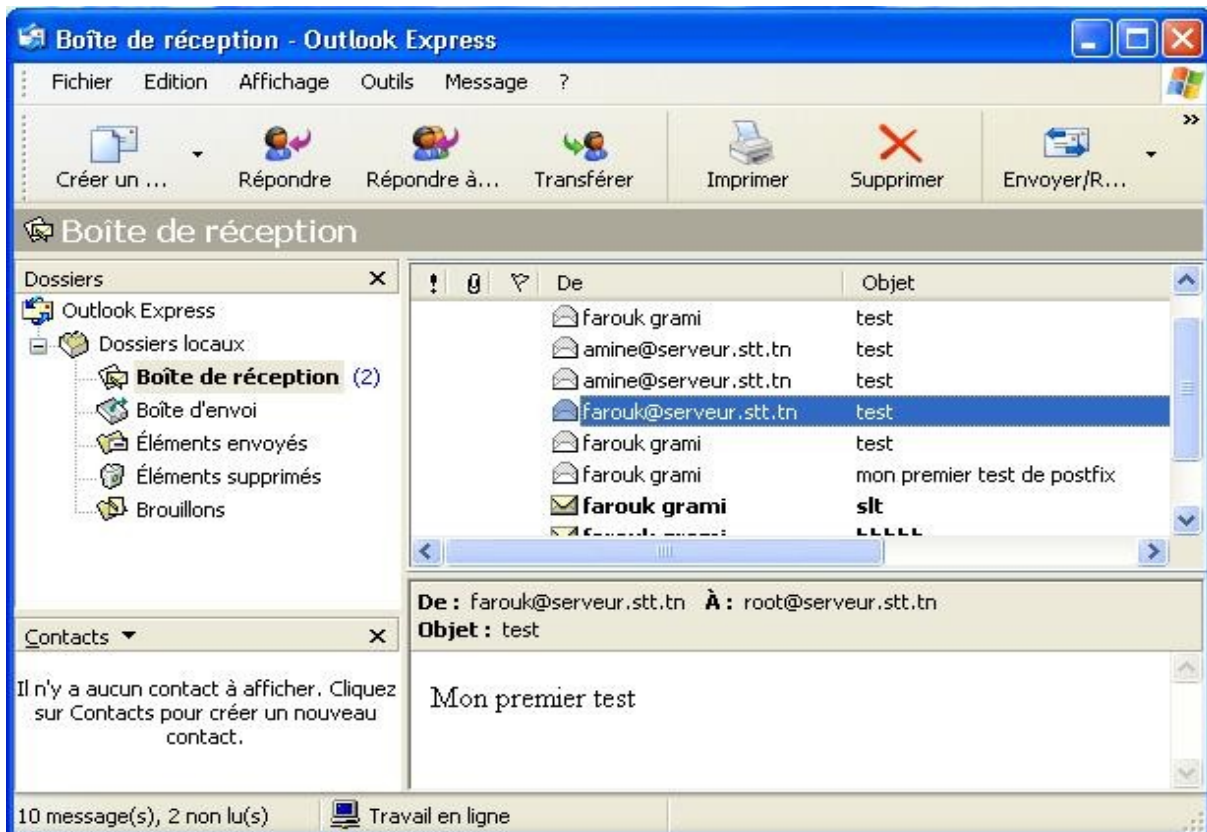 Boîte de réception - Outlook Express
Fichier Edition Affichage Outils Message ?
Créer un ... Répondre Répondre à... Transférer Imprimer Supprimer Envoyer/R... »
Boîte de réception
Dossiers
Outlook Express
Dossiers locaux
Boîte de réception (2)
Boîte d'envoi
Éléments envoyés
Éléments supprimés
Brouillons
Contacts
Il n'y a aucun contact à afficher. Cliquez
sur Contacts pour créer un nouveau
contact.
! De Objet
farouk grami test
amine@serveur.stt.tn test
amine@serveur.stt.tn test
farouk@serveur.stt.tn test
farouk grami test
farouk grami mon premier test de postfix
farouk grami slt
farouk grami
De : farouk@serveur.stt.tn À : root@serveur.stt.tn
Objet : test
Mon premier test
10 message(s), 2 non lu(s) Travail en ligne